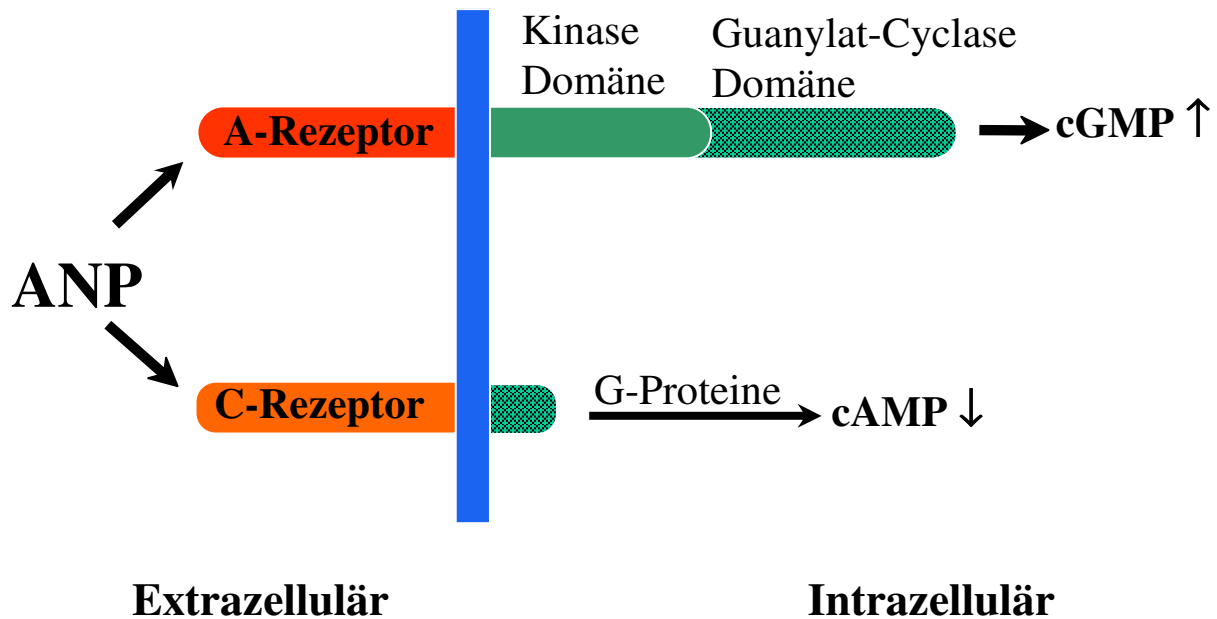 Kinase
Domäne
Guanylat-Cyclase
Domäne
A-Rezeptor
cGMP ↑
ANP
C-Rezeptor
G-Proteine
cAMP ↓
Extrazellulär
Intrazellulär